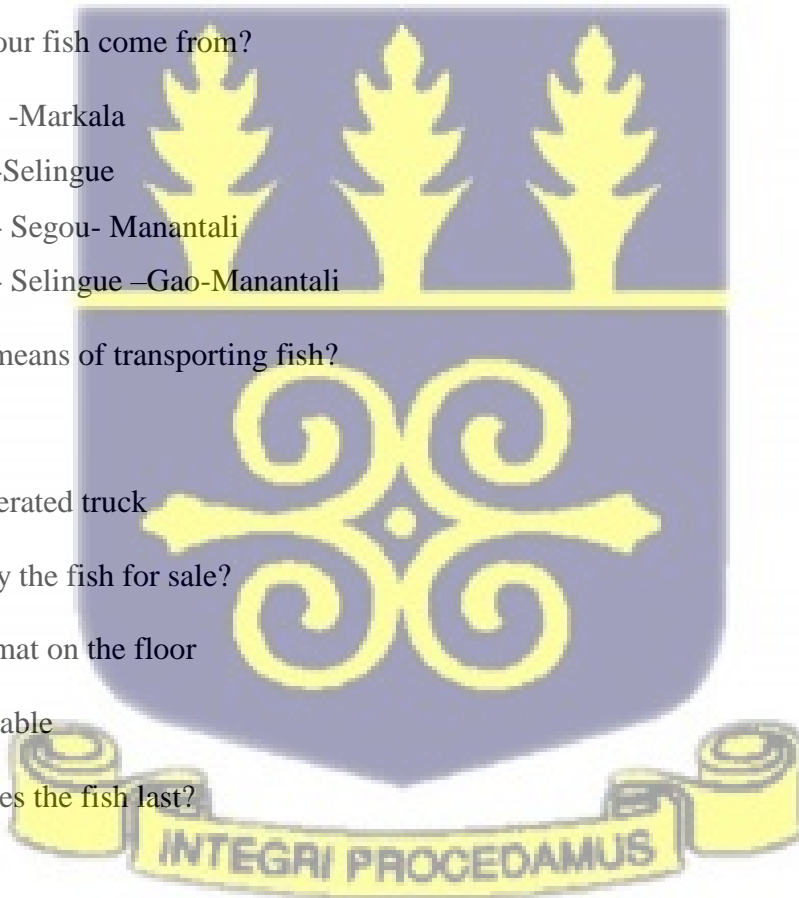 our fish come from?
-Markala
-Selingue
- Segou- Manantali
- Selingue –Gao-Manantali
means of transporting fish?
erated truck
y the fish for sale?
mat on the floor
able
es the fish last?
INTEGRI PROCEDAMUS